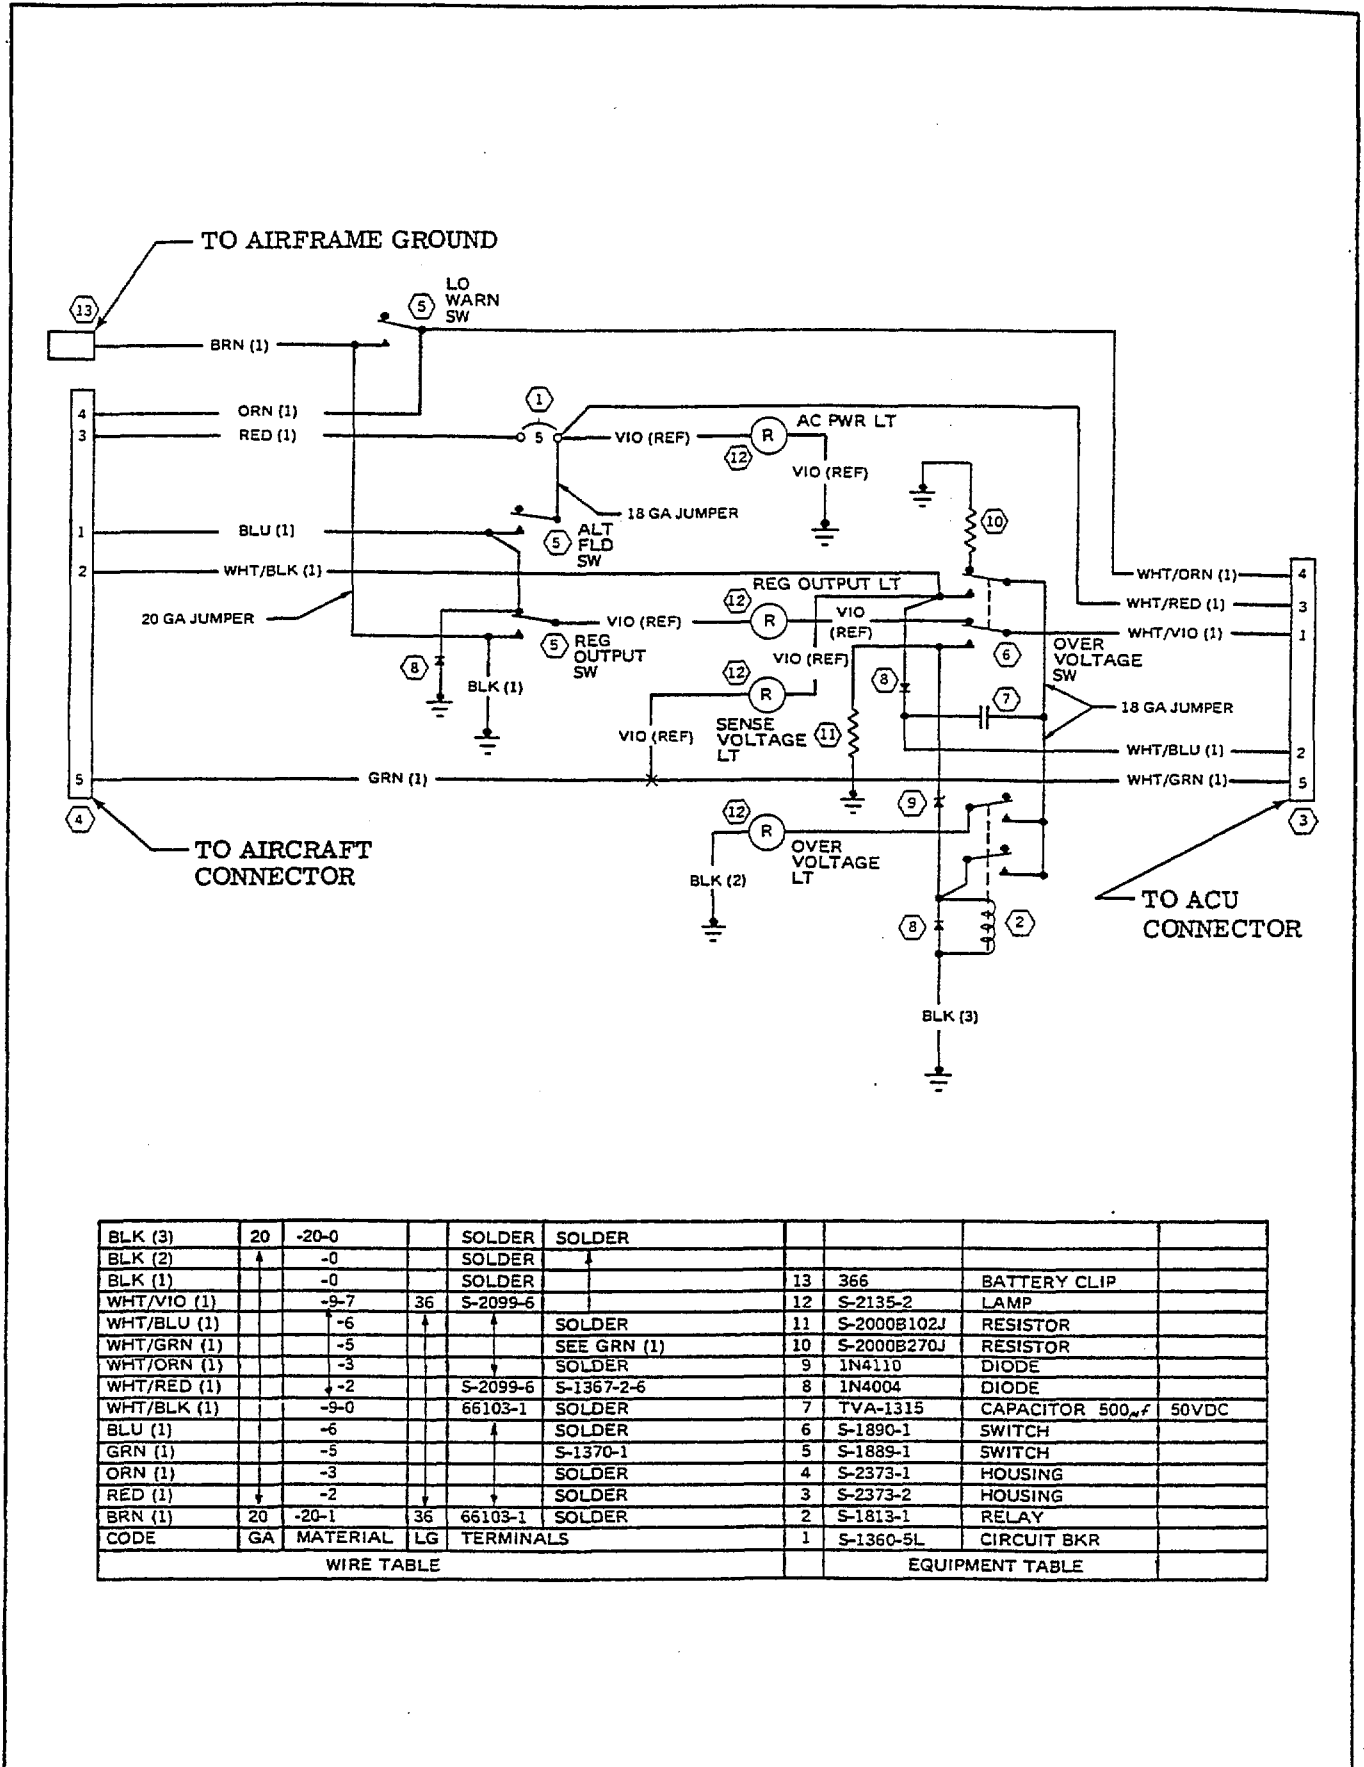 TO AIRFRAME GROUND
13
5
LO
WARN
SW
BRN (1)
4
ORN (1)
1
3
RED (1)
5
VIO (REF)
R
AC PWR LT
12
VIO (REF)
18 GA JUMPER
10
1
BLU (1)
5
ALT
FLD
SW
2
WHT/BLK (1)
REG OUTPUT LT
WHT/ORN (1)
4
12
WHT/RED (1)
3
20 GA JUMPER
VIO (REF)
R
VIO
(REF)
WHT/VIO (1)
1
5
REG
OUTPUT
SW
6
OVER
VOLTAGE
SW
8
VIO (REF)
12
8
BLK (1)
R
7
18 GA JUMPER
VIO (REF)
SENSE
VOLTAGE
LT
11
WHT/BLU (1)
2
5
GRN (1)
WHT/GRN (1)
5
4
12
9
3
R
OVER
VOLTAGE
LT
TO AIRCRAFT
CONNECTOR
BLK (2)
TO ACU
CONNECTOR
8
2
BLK (3)
BLK (3) 20 -20-0 SOLDER SOLDER
BLK (2) -0 SOLDER
BLK (1) -0 SOLDER 13 366 BATTERY CLIP
WHT/VIO (1) -9-7 36 S-2099-6 12 S-2135-2 LAMP
WHT/BLU (1) -6 SOLDER 11 S-2000B102J RESISTOR
WHT/GRN (1) -5 SEE GRN (1) 10 S-2000B270J RESISTOR
WHT/ORN (1) -3 SOLDER 9 1N4110 DIODE
WHT/RED (1) -2 S-2099-6 S-1367-2-6 8 1N4004 DIODE
WHT/BLK (1) -9-0 66103-1 SOLDER 7 TVA-1315 CAPACITOR 500µf 50VDC
BLU (1) -6 SOLDER 6 S-1890-1 SWITCH
GRN (1) -5 S-1370-1 5 S-1889-1 SWITCH
ORN (1) -3 SOLDER 4 S-2373-1 HOUSING
RED (1) -2 SOLDER 3 S-2373-2 HOUSING
BRN (1) 20 -20-1 36 66103-1 SOLDER 2 S-1813-1 RELAY
CODE GA MATERIAL LG TERMINALS 1 S-1360-5L CIRCUIT BKR
WIRE TABLE EQUIPMENT TABLE